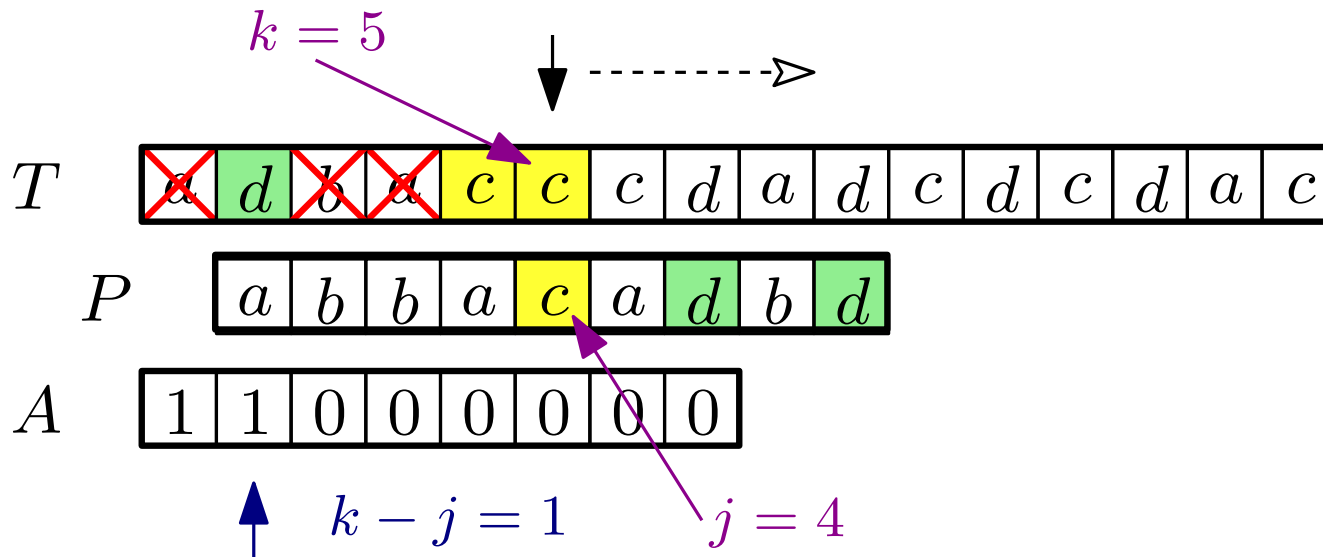 k = 5
T a d b a c c c d a d c d c d a c
P a b b a c a d b d
A 1 1 0 0 0 0 0 0
k − j = 1 j = 4